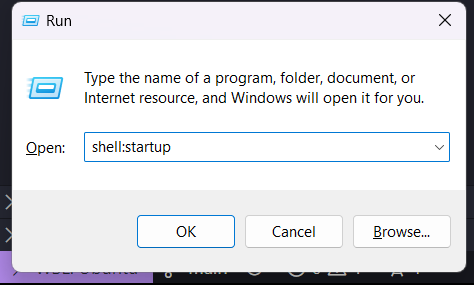 Run
Type the name of a program, folder, document, or
Internet resource, and Windows will open it for you.
Open: shell:startup
OK Cancel Browse...